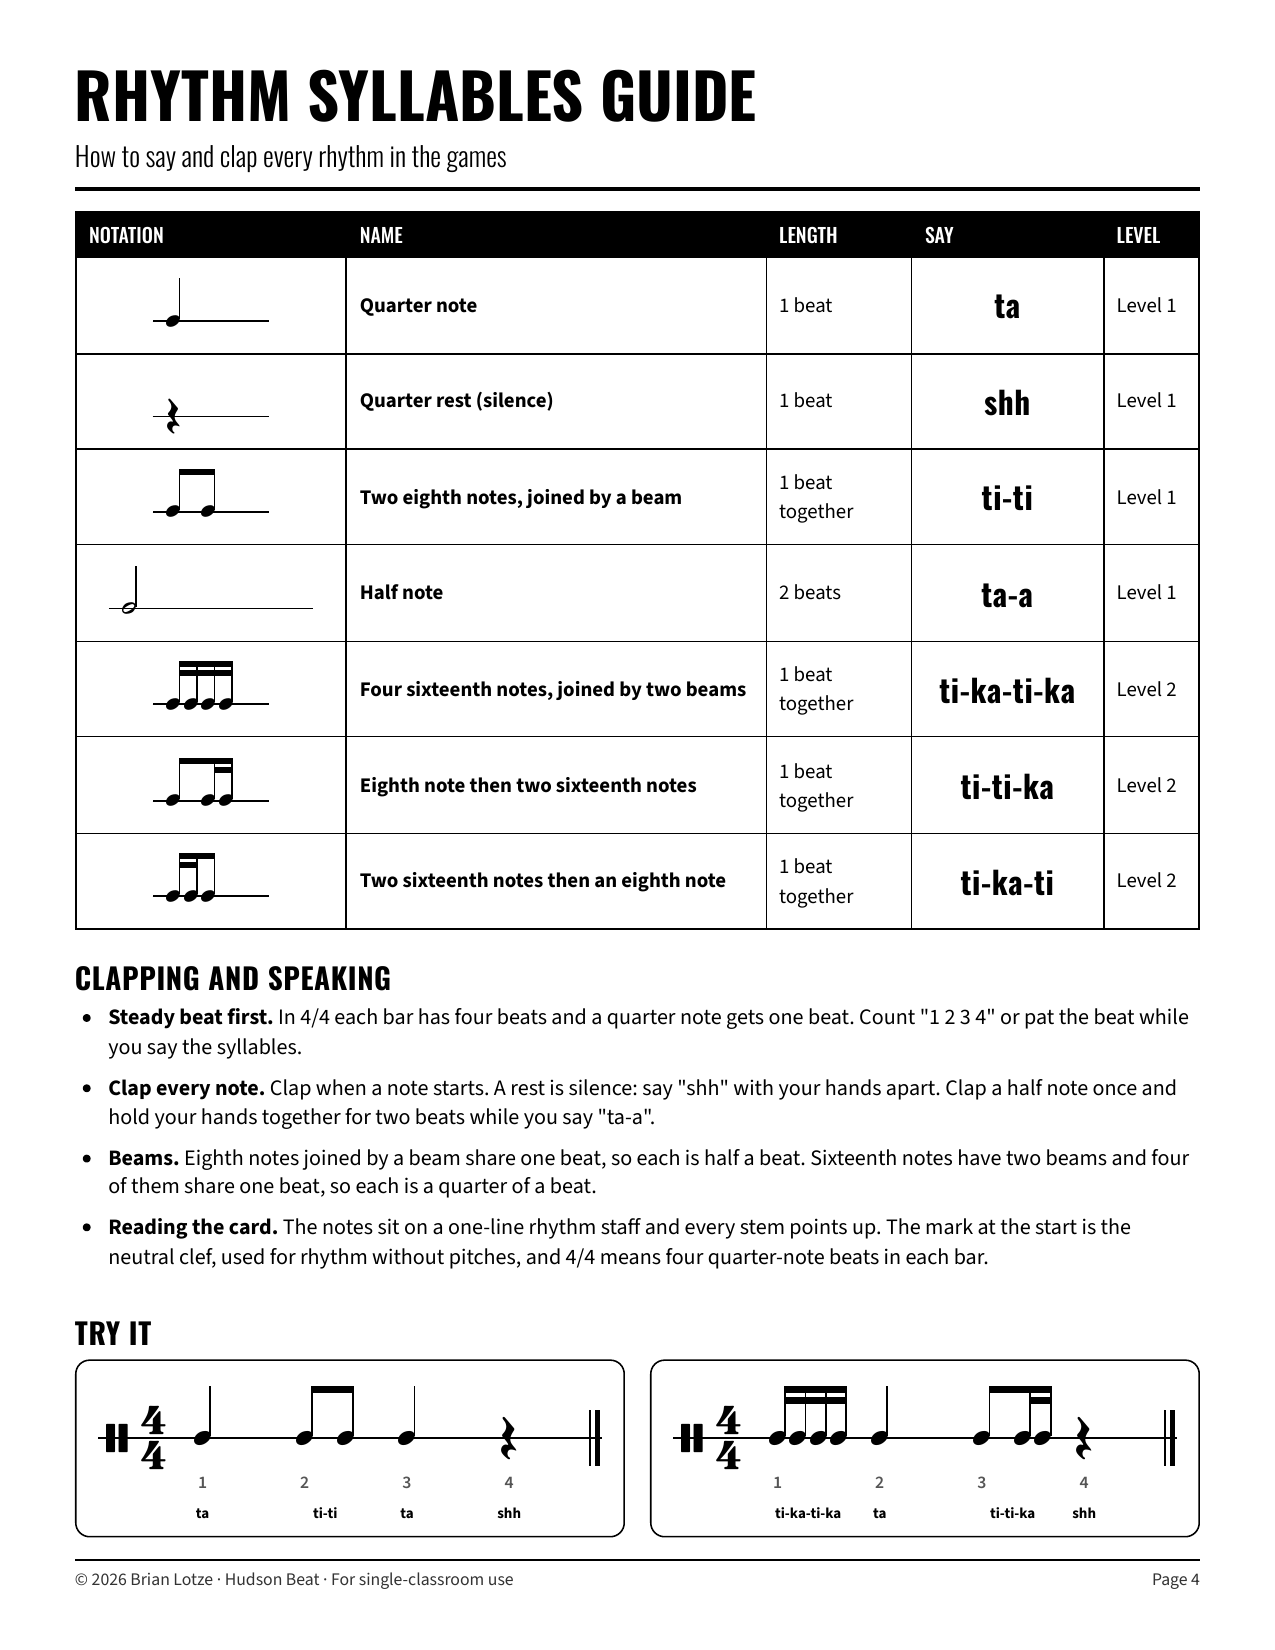 RHYTHM SYLLABLES GUIDE
How to say and clap every rhythm in the games
NOTATION NAME LENGTH SAY LEVEL
Quarter note 1 beat ta Level 1
Quarter rest (silence) 1 beat shh Level 1
Two eighth notes, joined by a beam 1 beat together ti-ti Level 1
Half note 2 beats ta-a Level 1
Four sixteenth notes, joined by two beams 1 beat together ti-ka-ti-ka Level 2
Eighth note then two sixteenth notes 1 beat together ti-ti-ka Level 2
Two sixteenth notes then an eighth note 1 beat together ti-ka-ti Level 2
CLAPPING AND SPEAKING
• Steady beat first. In 4/4 each bar has four beats and a quarter note gets one beat. Count "1 2 3 4" or pat the beat while
you say the syllables.
• Clap every note. Clap when a note starts. A rest is silence: say "shh" with your hands apart. Clap a half note once and
hold your hands together for two beats while you say "ta-a".
• Beams. Eighth notes joined by a beam share one beat, so each is half a beat. Sixteenth notes have two beams and four
of them share one beat, so each is a quarter of a beat.
• Reading the card. The notes sit on a one-line rhythm staff and every stem points up. The mark at the start is the
neutral clef, used for rhythm without pitches, and 4/4 means four quarter-note beats in each bar.
TRY IT
4
4
1 2 3 4
ta ti-ti ta shh
4
4
1 2 3 4
ti-ka-ti-ka ta ti-ti-ka shh
© 2026 Brian Lotze · Hudson Beat · For single-classroom use Page 4